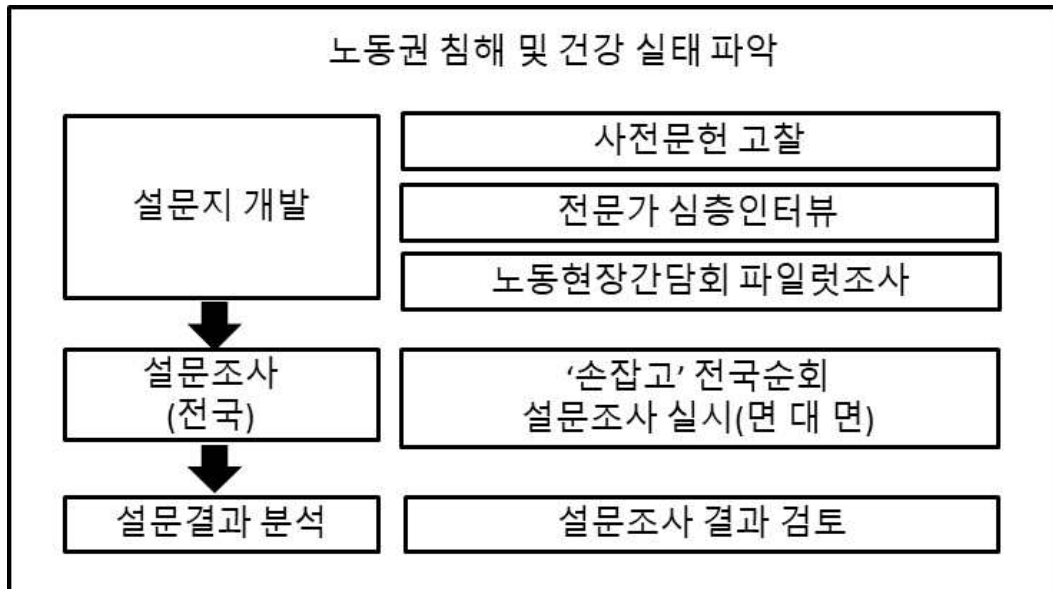 노동권 침해 및 건강 실태 파악
설문지 개발
사전문헌 고찰
전문가 심층인터뷰
노동현장간담회 파일럿조사
설문조사
(전국)
‘손잡고’ 전국순회
설문조사 실시(면 대 면)
설문결과 분석
설문조사 결과 검토